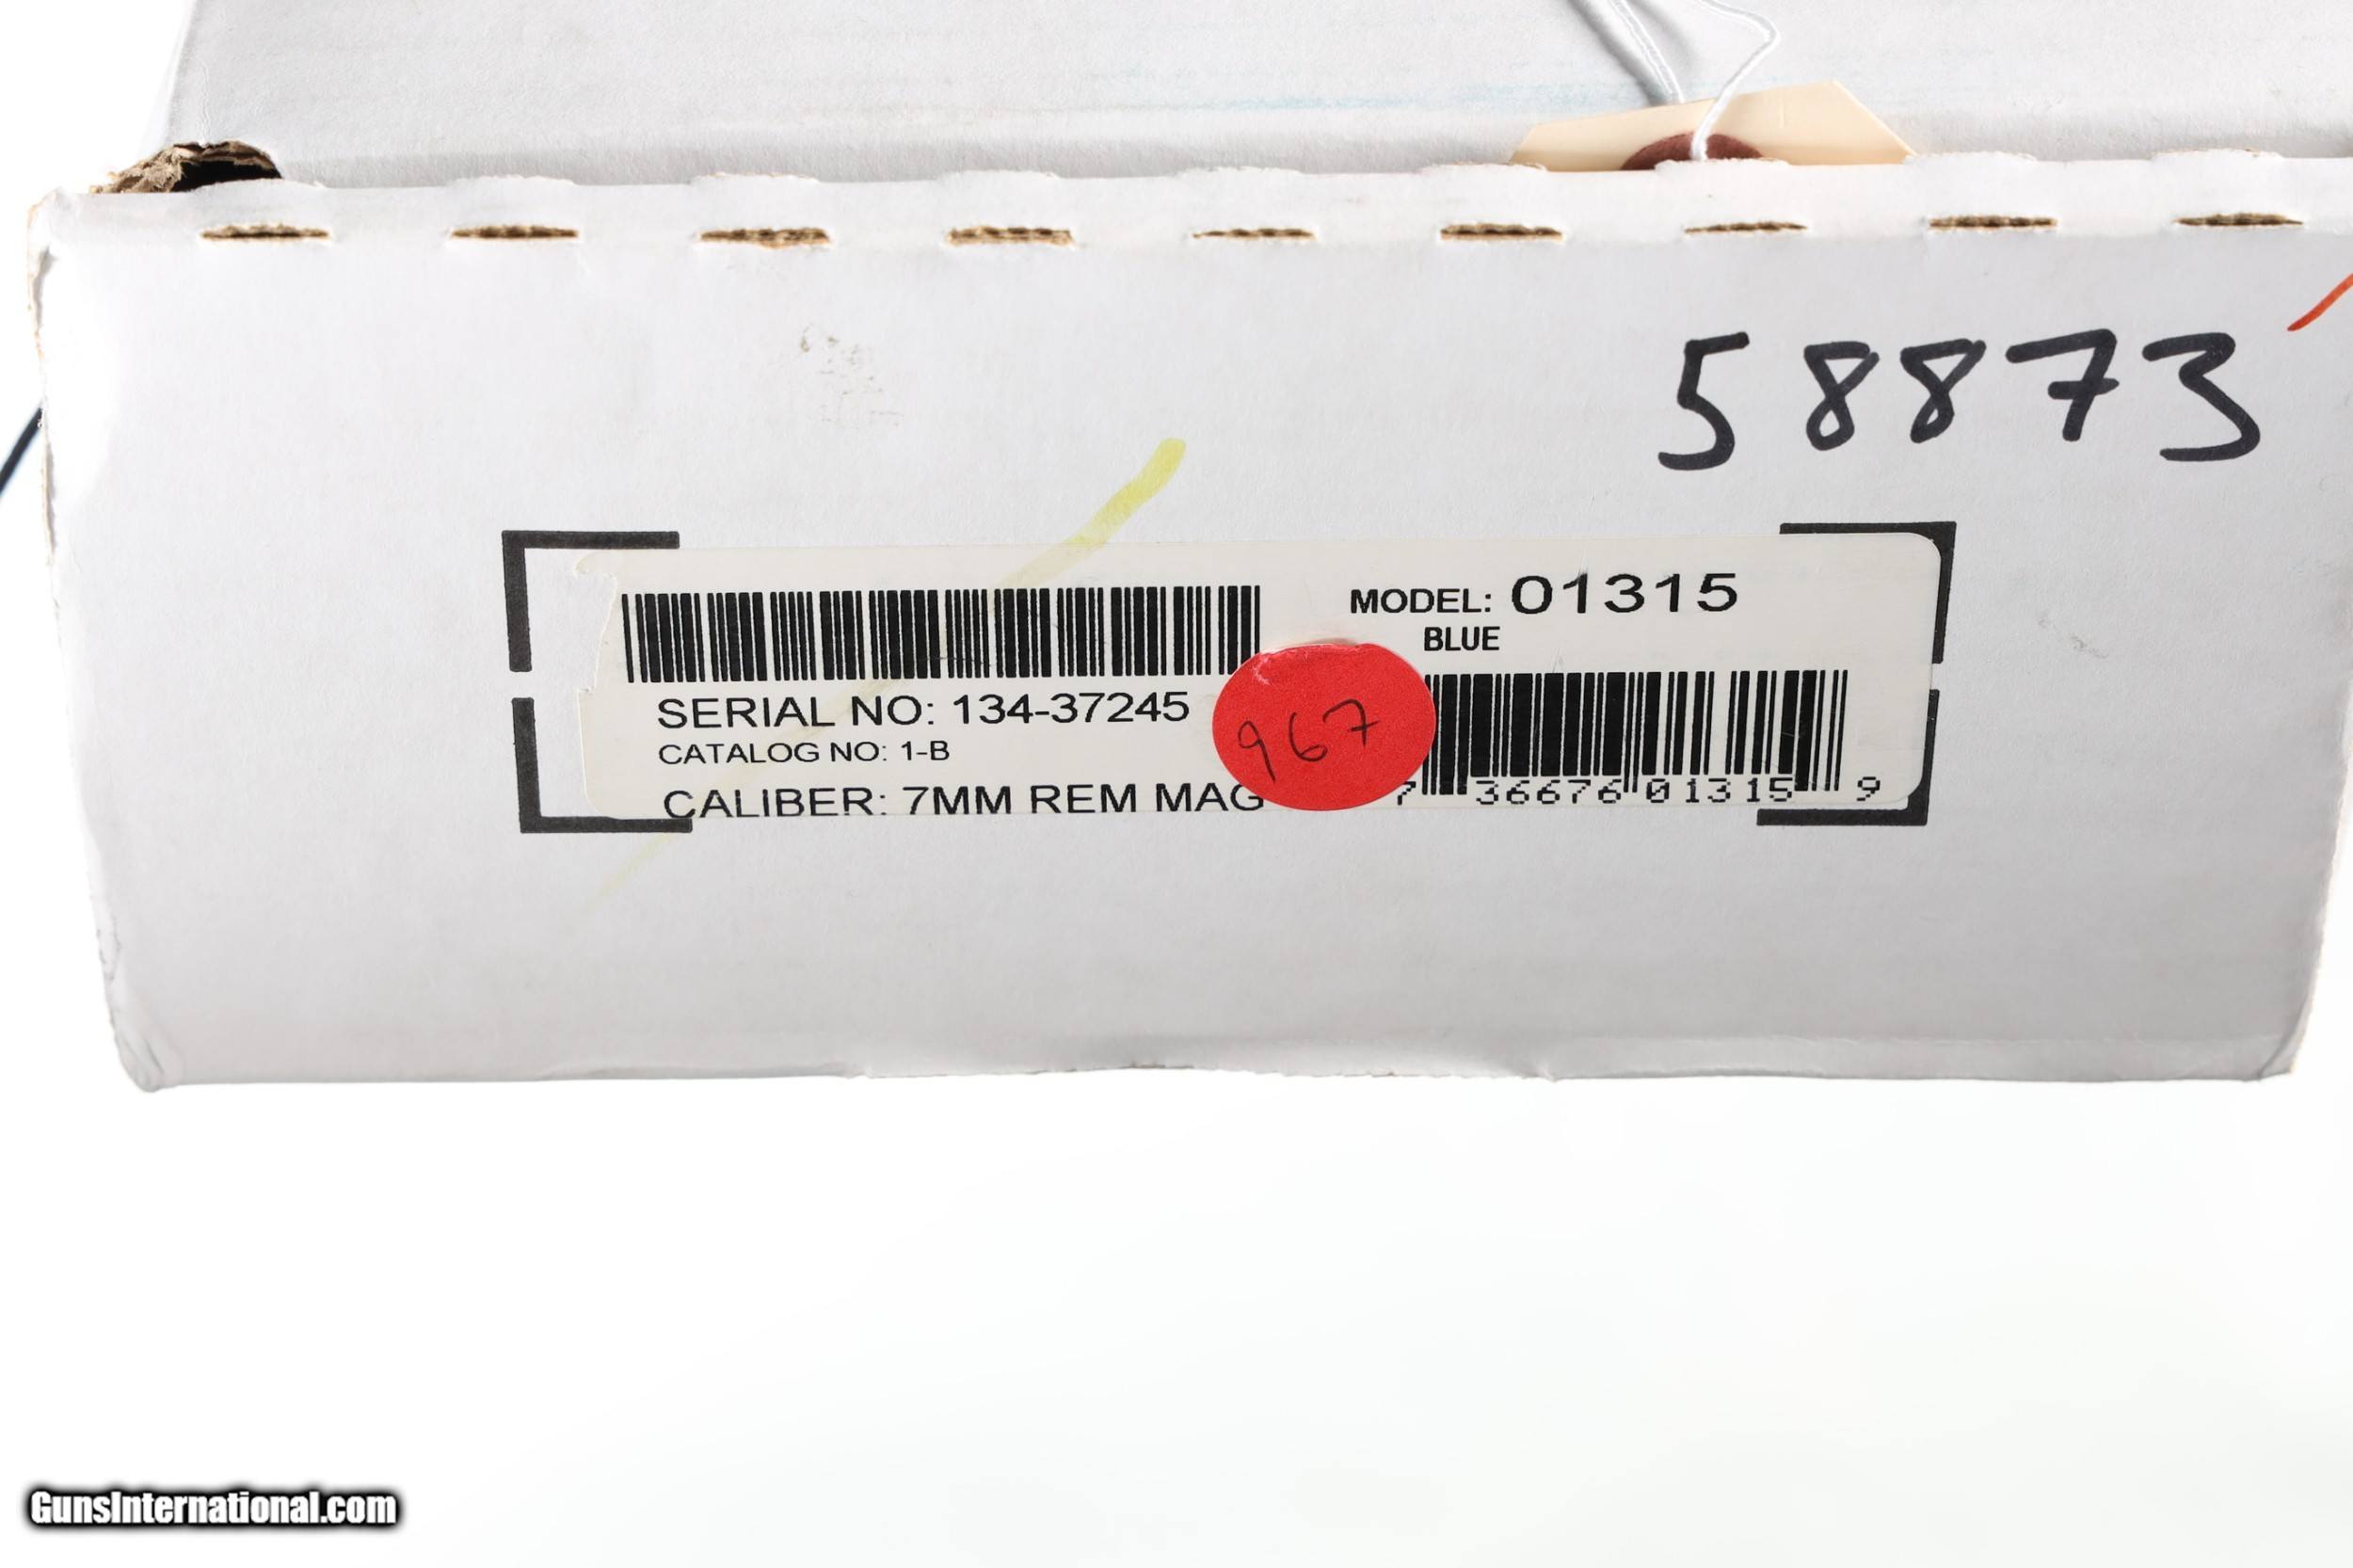 58873
MODEL: 01315
BLUE
SERIAL NO: 134-37245
CATALOG NO: 1-B
CALIBER: 7MM REM MAG
967
7 36676 01315 9
GunsInternational.com